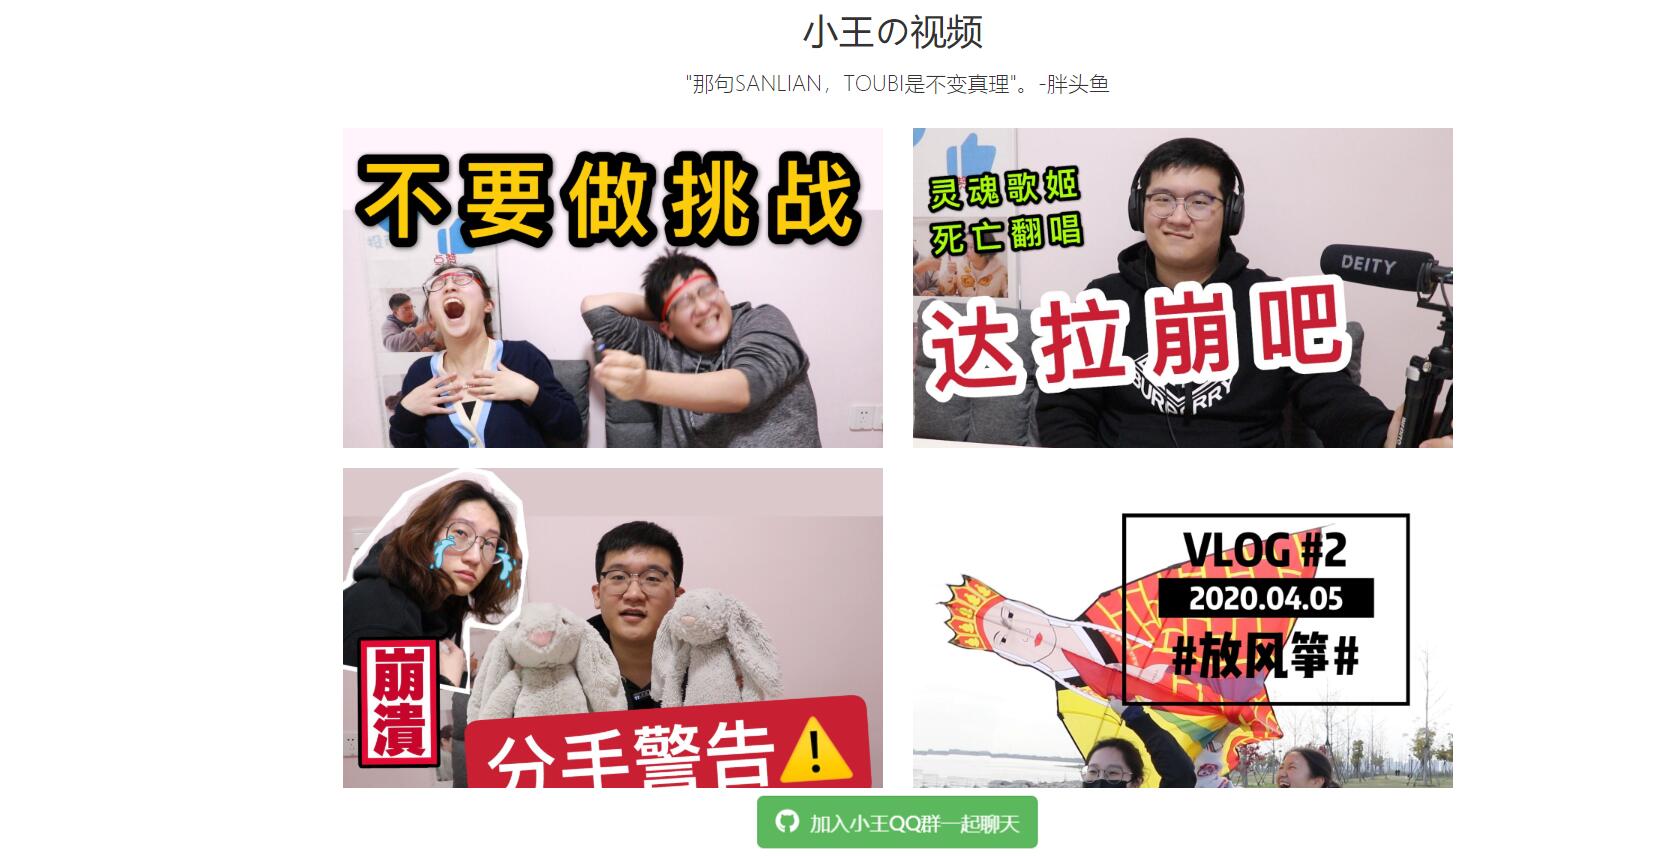 小王の视频
"那句SANLIAN，TOUBI是不变真理"。-胖头鱼
不要做挑战
点赞
灵魂歌姬
死亡翻唱
DEITY
达拉崩吧
BURBERRY
崩溃
分手警告
VLOG #2
2020.04.05
#放风筝#
加入小王QQ群一起聊天